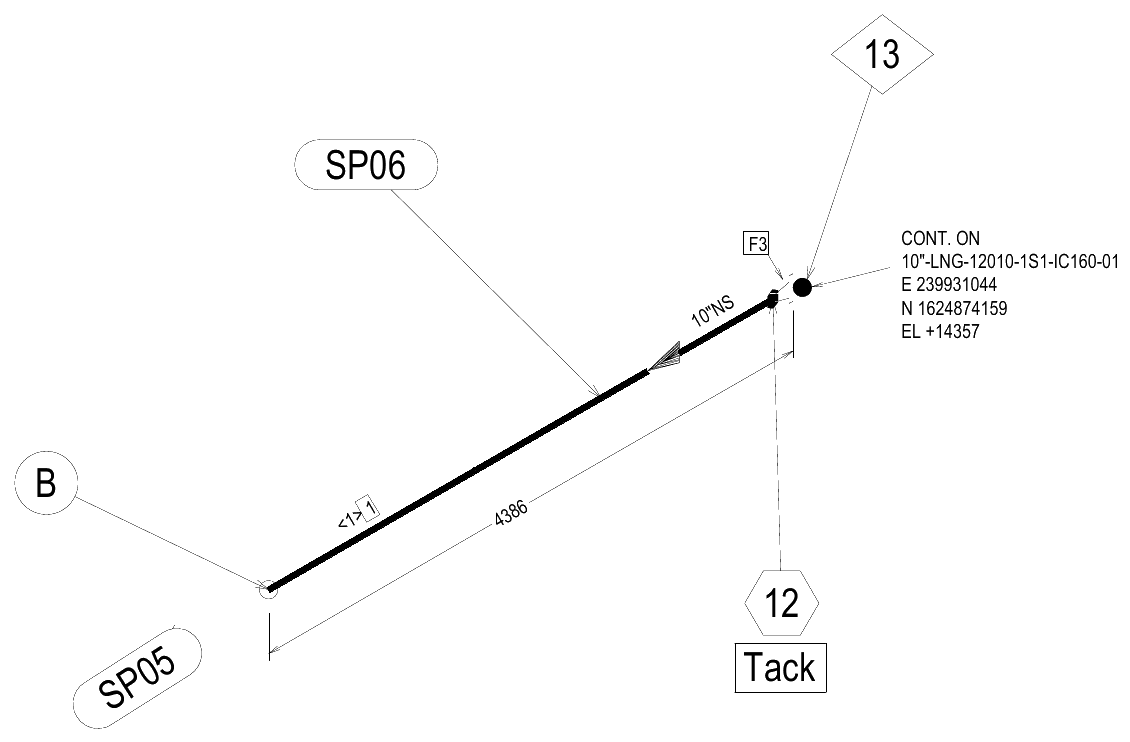 13
SP06
F3
CONT. ON
10"-LNG-12010-1S1-IC160-01
E 239931044
N 1624874159
EL +14357
10"NS
B
<1> 1
4386
12
Tack
SP05